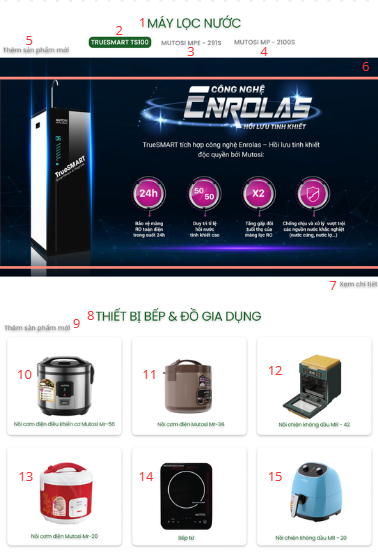 1 MÁY LỌC NƯỚC
2
TRUESMART TS100 MUTOSI MPE - 291S MUTOSI MP - 2100S
3 4
5
Thêm sản phẩm mới
6
CÔNG NGHỆ
ENROLAS
HỒI LƯU TINH KHIẾT
TrueSMART tích hợp công nghệ Enrolas – Hồi lưu tinh khiết
độc quyền bởi Mutosi:
TrueSMART
24h 50/50 X2
Bảo vệ màng
RO toàn diện
trong suốt 24h
Duy trì tỉ lệ
hồi nước
tinh khiết cao
Tăng gấp đôi
tuổi thọ của
màng lọc RO
Chống chịu và xử lý vượt trội
các nguồn nước khắc nghiệt
(nước cứng, nước lợ...)
7 Xem chi tiết
8 THIẾT BỊ BẾP & ĐỒ GIA DỤNG
Thêm sản phẩm mới 9
10 11 12
Nồi cơm điện điều khiển cơ Mutosi Mr-56 Nồi cơm điện Mutosi Mr-36 Nồi chiên không dầu MR - 42
13 14 15
Nồi cơm điện Mutosi Mr-20 Bếp từ Nồi chiên không dầu MR - 20